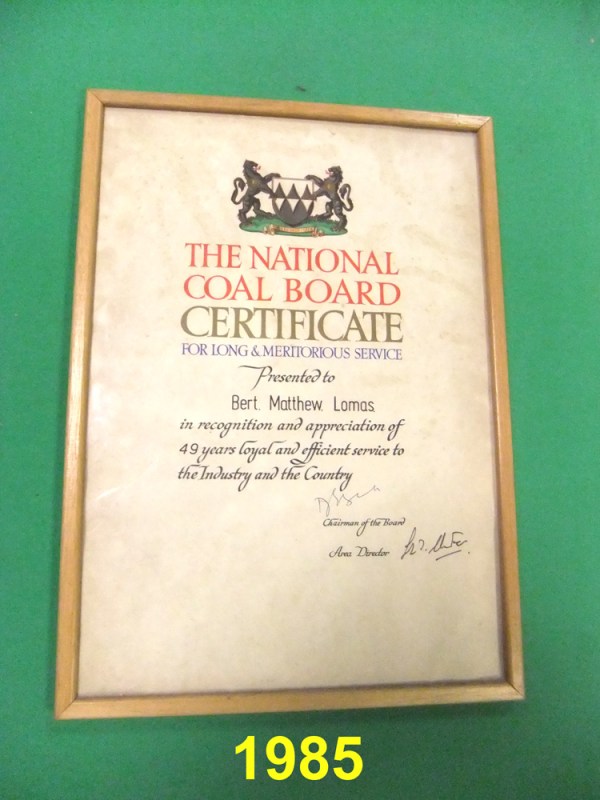 THE NATIONAL
COAL BOARD
CERTIFICATE
FOR LONG & MERITORIOUS SERVICE
Presented to
Bert. Matthew. Lomas.
in recognition and appreciation of
49 years loyal and efficient service to
the Industry and the Country
Chairman of the Board
Area Director
1985